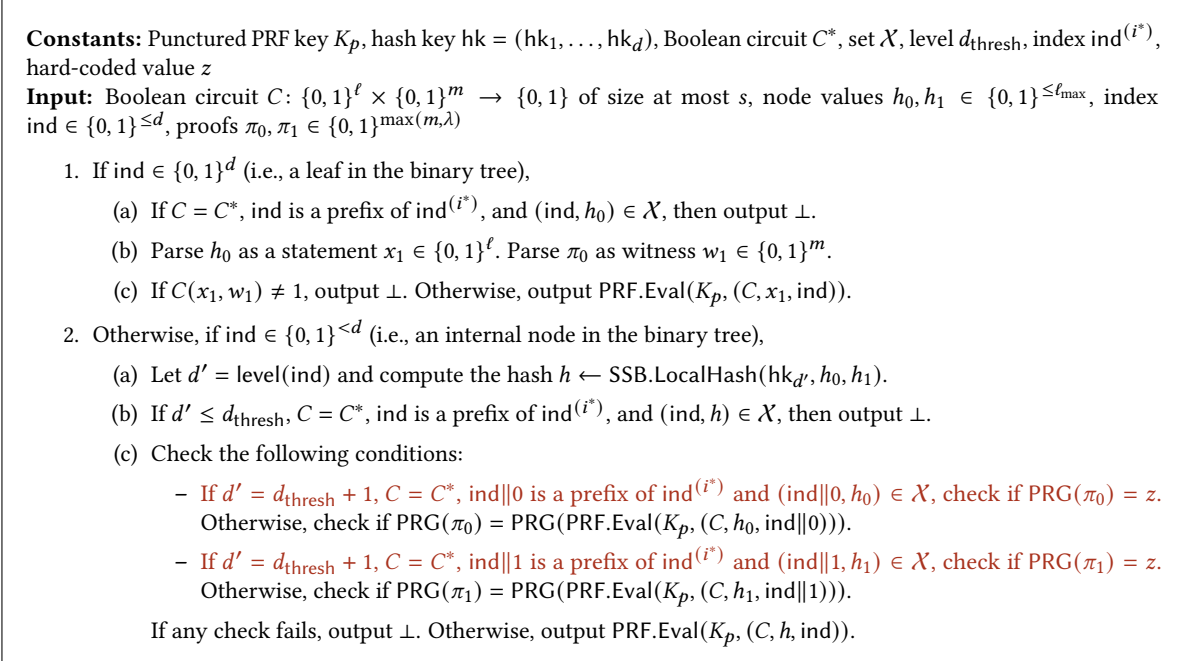 Constants: Punctured PRF key K_p, hash key hk = (hk_1, . . . , hk_d), Boolean circuit C*, set 𝒳, level d_thresh, index ind^(i*),
hard-coded value z
Input: Boolean circuit C: {0, 1}^ℓ × {0, 1}^m → {0, 1} of size at most s, node values h_0, h_1 ∈ {0, 1}^{≤ℓ_max}, index
ind ∈ {0, 1}^{≤d}, proofs π_0, π_1 ∈ {0, 1}^{max(m,λ)}
1. If ind ∈ {0, 1}^d (i.e., a leaf in the binary tree),
(a) If C = C*, ind is a prefix of ind^(i*), and (ind, h_0) ∈ 𝒳, then output ⊥.
(b) Parse h_0 as a statement x_1 ∈ {0, 1}^ℓ. Parse π_0 as witness w_1 ∈ {0, 1}^m.
(c) If C(x_1, w_1) ≠ 1, output ⊥. Otherwise, output PRF.Eval(K_p, (C, x_1, ind)).
2. Otherwise, if ind ∈ {0, 1}^{<d} (i.e., an internal node in the binary tree),
(a) Let d′ = level(ind) and compute the hash h ← SSB.LocalHash(hk_{d′}, h_0, h_1).
(b) If d′ ≤ d_thresh, C = C*, ind is a prefix of ind^(i*), and (ind, h) ∈ 𝒳, then output ⊥.
(c) Check the following conditions:
– If d′ = d_thresh + 1, C = C*, ind∥0 is a prefix of ind^(i*) and (ind∥0, h_0) ∈ 𝒳, check if PRG(π_0) = z.
Otherwise, check if PRG(π_0) = PRG(PRF.Eval(K_p, (C, h_0, ind∥0))).
– If d′ = d_thresh + 1, C = C*, ind∥1 is a prefix of ind^(i*) and (ind∥1, h_1) ∈ 𝒳, check if PRG(π_1) = z.
Otherwise, check if PRG(π_1) = PRG(PRF.Eval(K_p, (C, h_1, ind∥1))).
If any check fails, output ⊥. Otherwise, output PRF.Eval(K_p, (C, h, ind)).